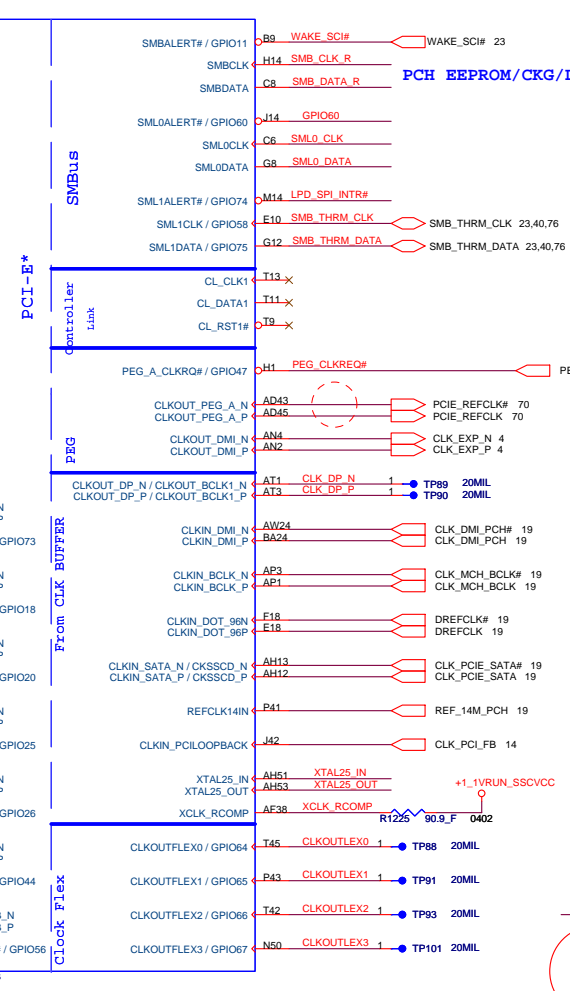 SMBALERT# / GPIO11 B9 WAKE_SCI# WAKE_SCI# 23
SMBCLK H14 SMB_CLK_R
PCH EEPROM/CKG/
SMBDATA C8 SMB_DATA_R
SML0ALERT# / GPIO60 J14 GPIO60
SML0CLK C6 SML0_CLK
SML0DATA G8 SML0_DATA
SMBus
SML1ALERT# / GPIO74 M14 LPD_SPI_INTR#
SML1CLK / GPIO58 E10 SMB_THRM_CLK SMB_THRM_CLK 23,40,76
SML1DATA / GPIO75 G12 SMB_THRM_DATA SMB_THRM_DATA 23,40,76
PCI-E*
Controller
Link
CL_CLK1 T13
CL_DATA1 T11
CL_RST1# T9
PEG_A_CLKRQ# / GPIO47 H1 PEG_CLKREQ# PE
CLKOUT_PEG_A_N AD43 PCIE_REFCLK# 70
CLKOUT_PEG_A_P AD45 PCIE_REFCLK 70
PEG
CLKOUT_DMI_N AN4 CLK_EXP_N 4
CLKOUT_DMI_P AN2 CLK_EXP_P 4
CLKOUT_DP_N / CLKOUT_BCLK1_N AT1 CLK_DP_N 1 TP89 20MIL
CLKOUT_DP_P / CLKOUT_BCLK1_P AT3 CLK_DP_P 1 TP90 20MIL
From CLK BUFFER
CLKIN_DMI_N AW24 CLK_DMI_PCH# 19
GPIO73 CLKIN_DMI_P BA24 CLK_DMI_PCH 19
CLKIN_BCLK_N AP3 CLK_MCH_BCLK# 19
CLKIN_BCLK_P AP1 CLK_MCH_BCLK 19
GPIO18
CLKIN_DOT_96N F18 DREFCLK# 19
CLKIN_DOT_96P E18 DREFCLK 19
CLKIN_SATA_N / CKSSCD_N AH13 CLK_PCIE_SATA# 19
GPIO20 CLKIN_SATA_P / CKSSCD_P AH12 CLK_PCIE_SATA 19
REFCLK14IN P41 REF_14M_PCH 19
GPIO25 CLKIN_PCILOOPBACK J42 CLK_PCI_FB 14
XTAL25_IN AH51 XTAL25_IN
XTAL25_OUT AH53 XTAL25_OUT
+1_1VRUN_SSCVCC
GPIO26 XCLK_RCOMP AF38 XCLK_RCOMP
R1225 90.9_F 0402
Clock Flex
CLKOUTFLEX0 / GPIO64 T45 CLKOUTLEX0 1 TP88 20MIL
GPIO44 CLKOUTFLEX1 / GPIO65 P43 CLKOUTLEX1 1 TP91 20MIL
_N CLKOUTFLEX2 / GPIO66 T42 CLKOUTLEX2 1 TP93 20MIL
_P
/ GPIO56 CLKOUTFLEX3 / GPIO67 N50 CLKOUTLEX3 1 TP101 20MIL